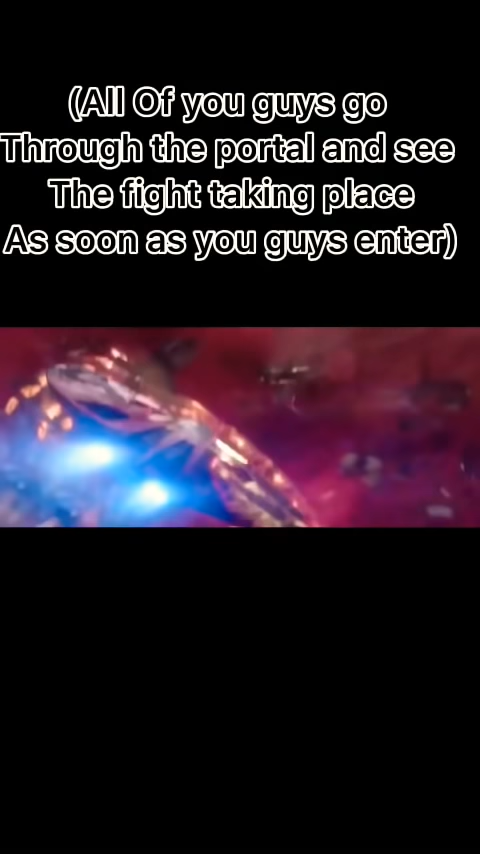 (All Of you guys go
Through the portal and see
The fight taking place
As soon as you guys enter)